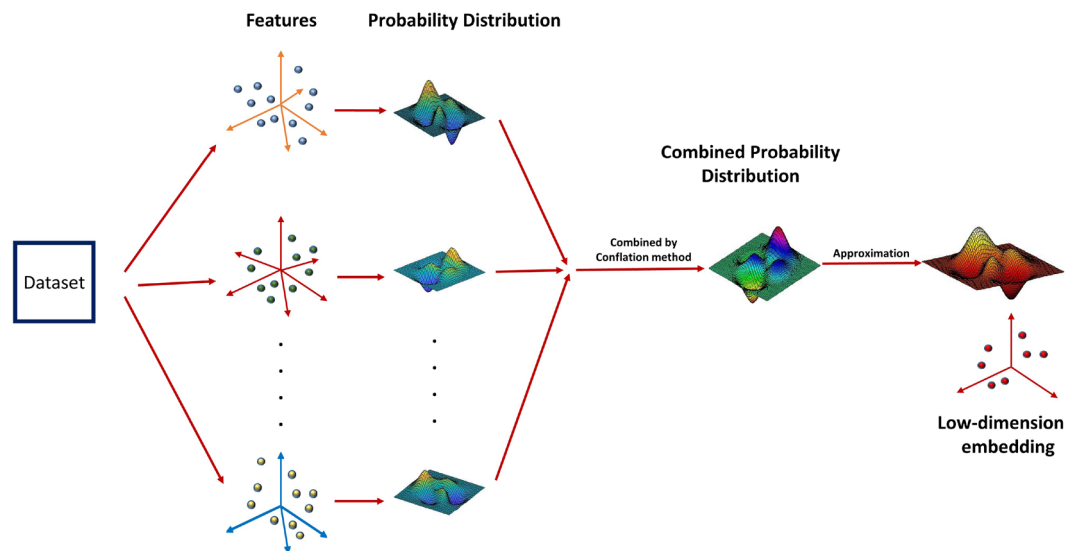 Features
Probability Distribution
Combined Probability
Distribution
Dataset
Combined by
Conflation method
Approximation
Low-dimension
embedding